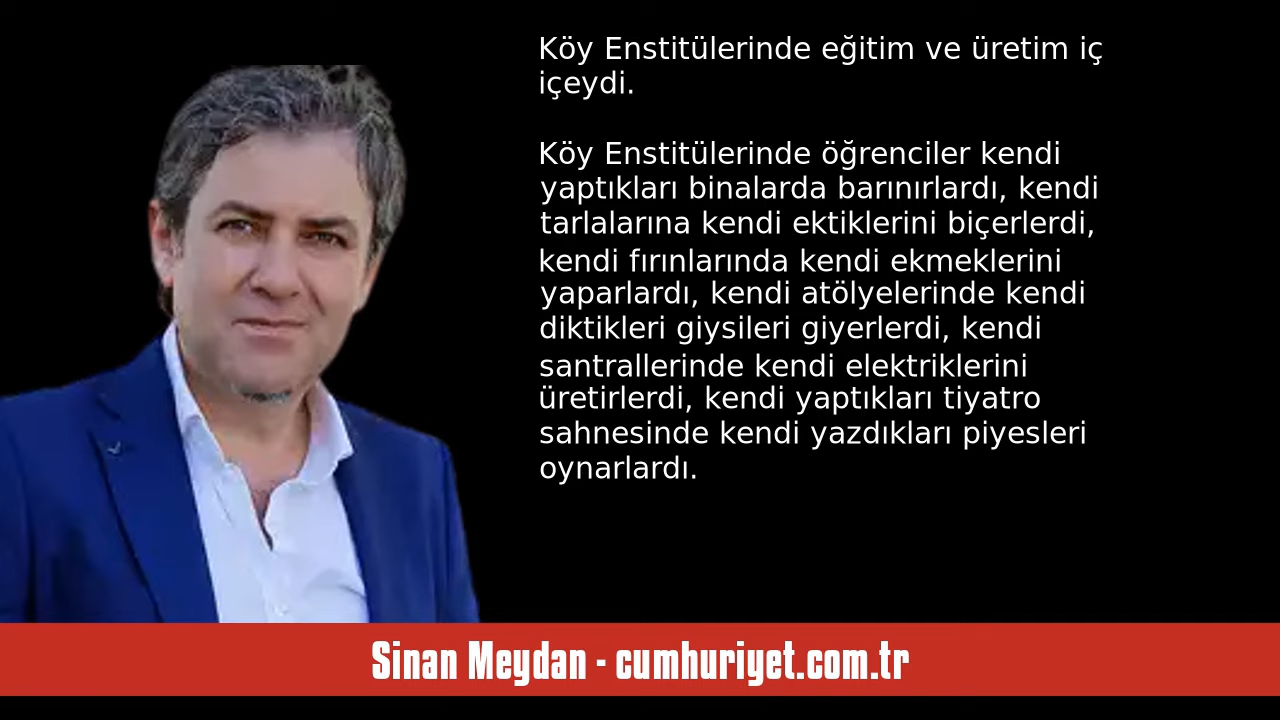 Köy Enstitülerinde eğitim ve üretim iç
içeydi.
Köy Enstitülerinde öğrenciler kendi
yaptıkları binalarda barınırlardı, kendi
tarlalarına kendi ektiklerini biçerlerdi,
kendi fırınlarında kendi ekmeklerini
yaparlardı, kendi atölyelerinde kendi
diktikleri giysileri giyerlerdi, kendi
santrallerinde kendi elektriklerini
üretirlerdi, kendi yaptıkları tiyatro
sahnesinde kendi yazdıkları piyesleri
oynarlardı.
Sinan Meydan - cumhuriyet.com.tr